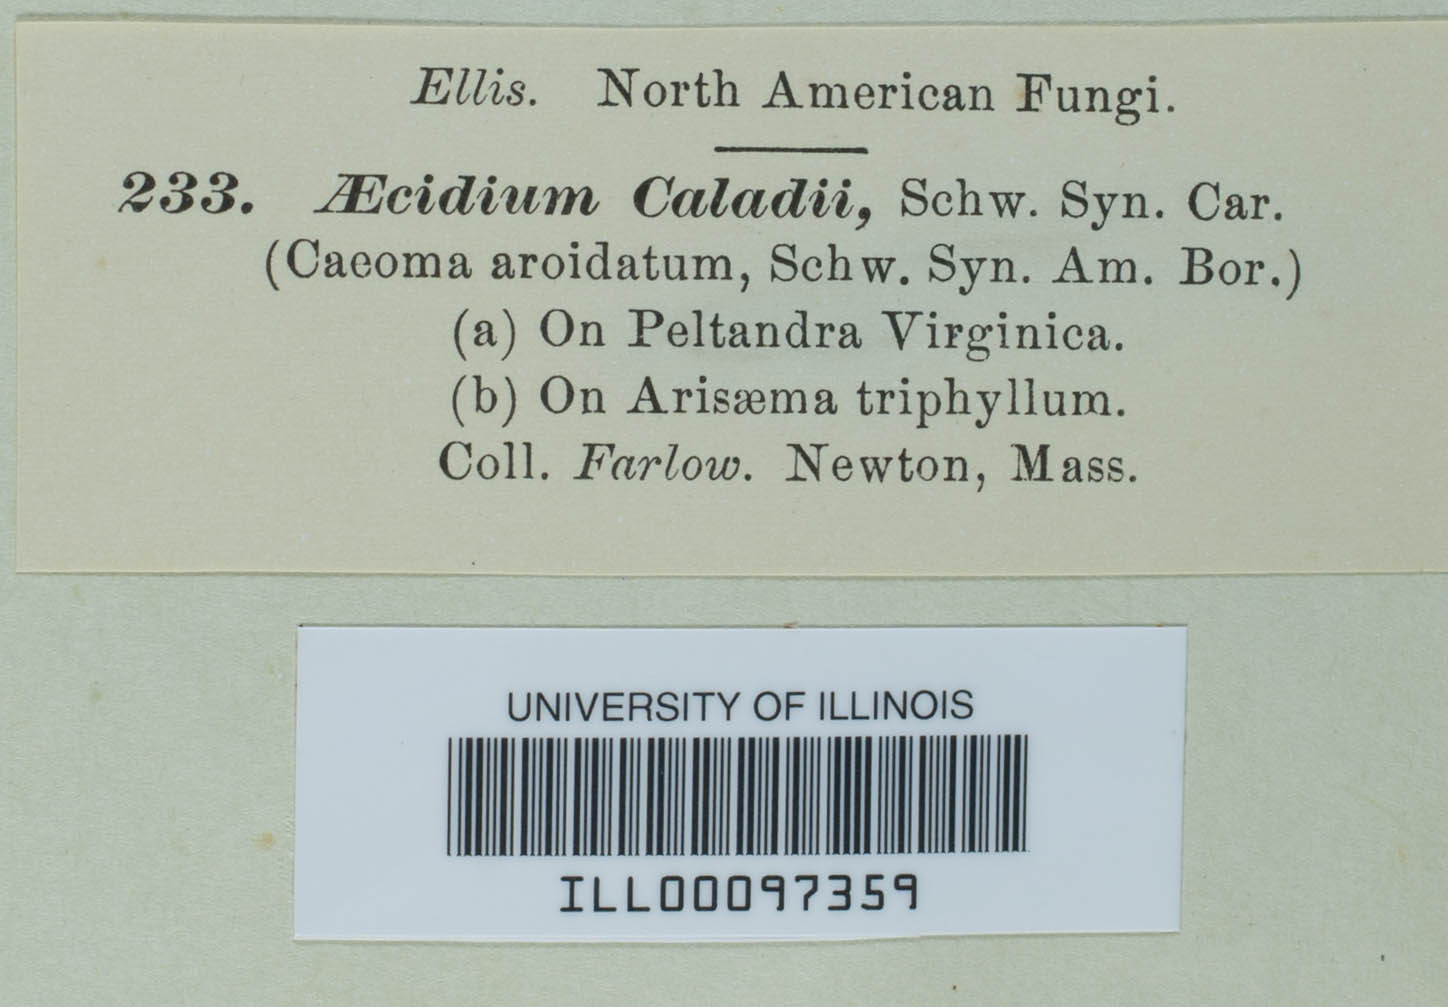 Ellis. North American Fungi.
233. Æcidium Caladii, Schw. Syn. Car.
(Caeoma aroidatum, Schw. Syn. Am. Bor.)
(a) On Peltandra Virginica.
(b) On Arisæma triphyllum.
Coll. Farlow. Newton, Mass.
UNIVERSITY OF ILLINOIS
ILL00097359